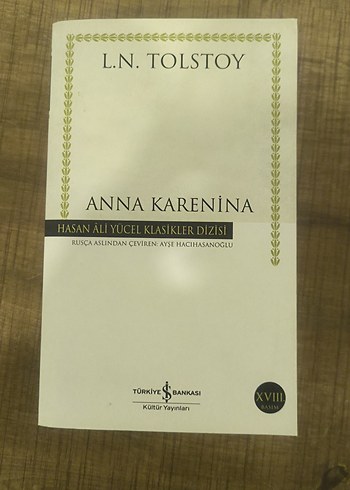 L.N. TOLSTOY
ANNA KARENİNA
HASAN ÂLİ YÜCEL KLASİKLER DİZİSİ
RUSÇA ASLINDAN ÇEVİREN: AYŞE HACIHASANOĞLU
TÜRKİYE İŞ BANKASI
Kültür Yayınları
XVIII.
BASIM